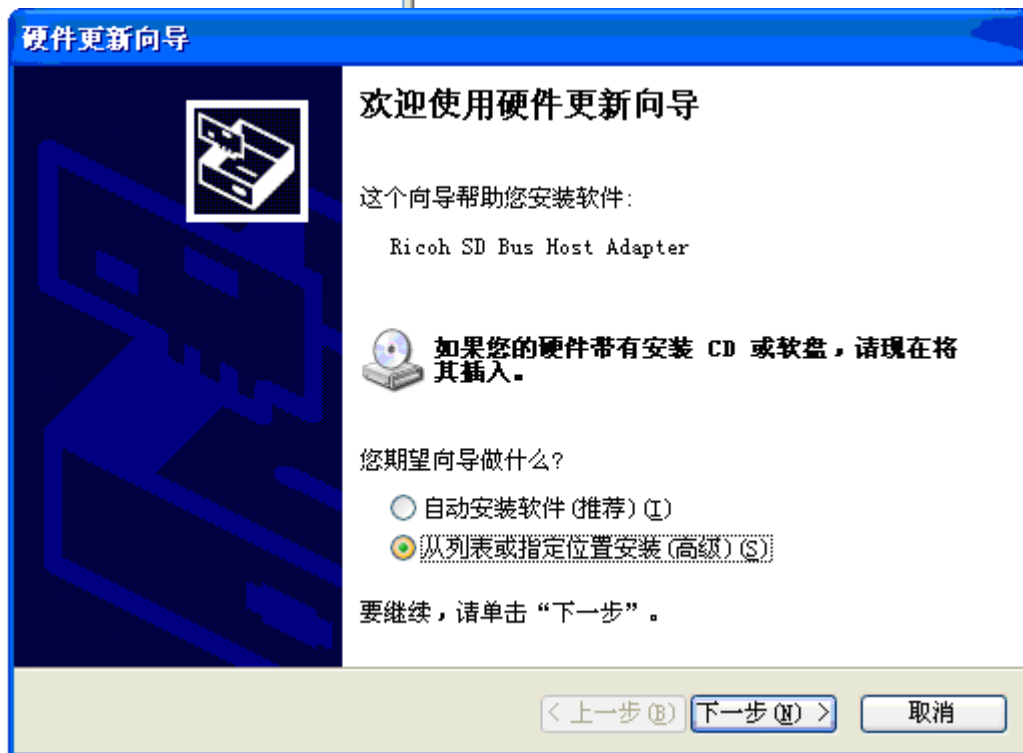 硬件更新向导
欢迎使用硬件更新向导
这个向导帮助您安装软件:
Ricoh SD Bus Host Adapter
如果您的硬件带有安装 CD 或软盘，请现在将
其插入。
您期望向导做什么?
自动安装软件(推荐)(I)
从列表或指定位置安装(高级)(S)
要继续，请单击“下一步”。
< 上一步(B) 下一步(N) > 取消